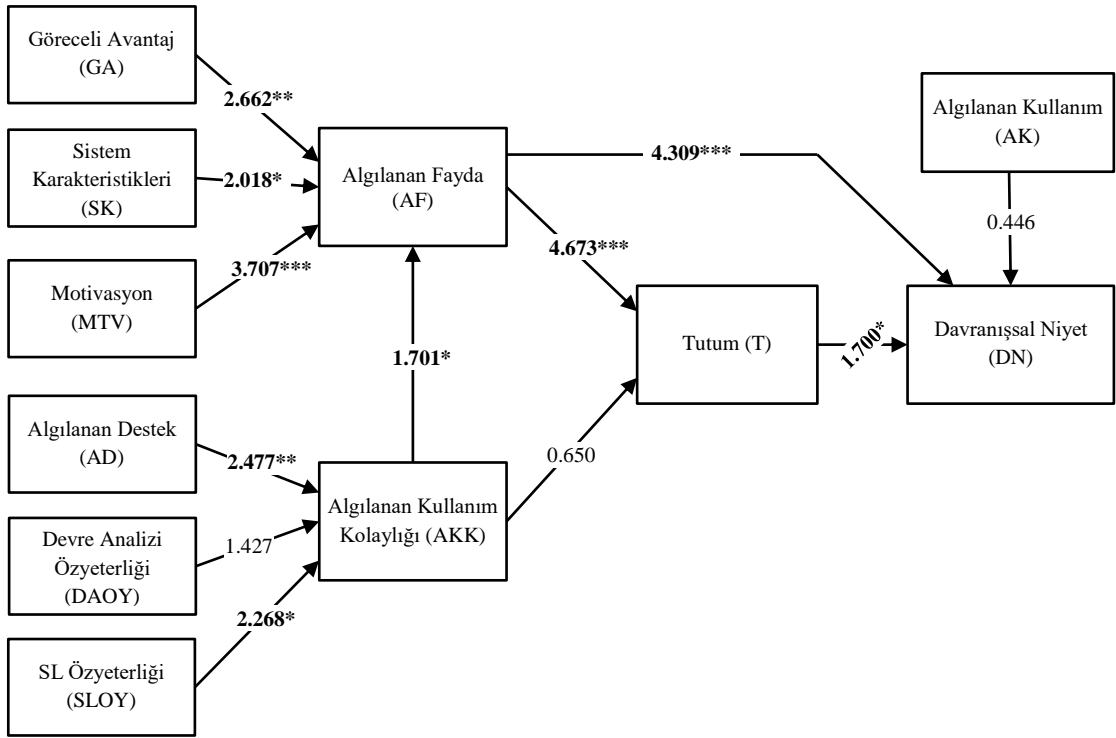 Göreceli Avantaj
(GA)
2.662**
Sistem
Karakteristikleri
(SK)
2.018*
Motivasyon
(MTV)
3.707***
Algılanan Fayda
(AF)
4.309***
4.673***
Algılanan Kullanım
(AK)
0.446
1.701*
Tutum (T)
1.700*
Davranışsal Niyet
(DN)
Algılanan Destek
(AD)
2.477**
Devre Analizi
Özyeterliği
(DAOY)
1.427
SL Özyeterliği
(SLOY)
2.268*
Algılanan Kullanım
Kolaylığı (AKK)
0.650